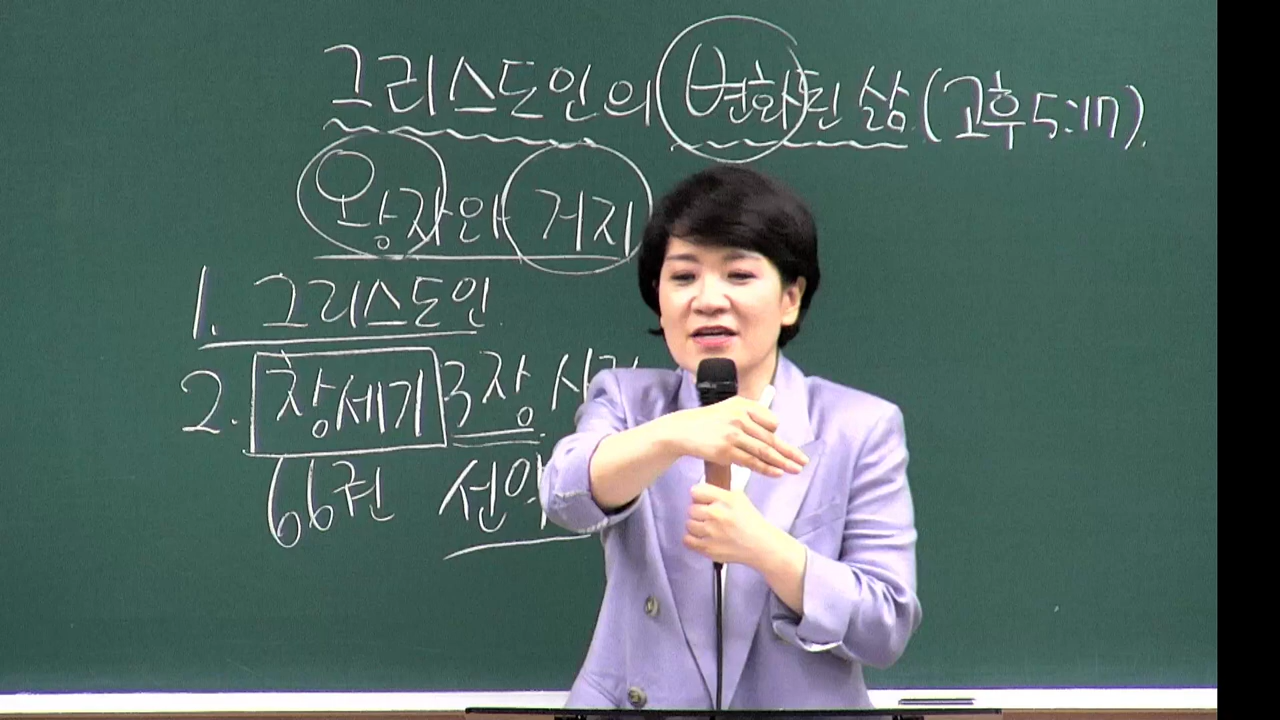 그리스도인의 변화된 삶 (고후5:17).
왕자와 거지
1. 그리스도인
2. 창세기 3장
66권